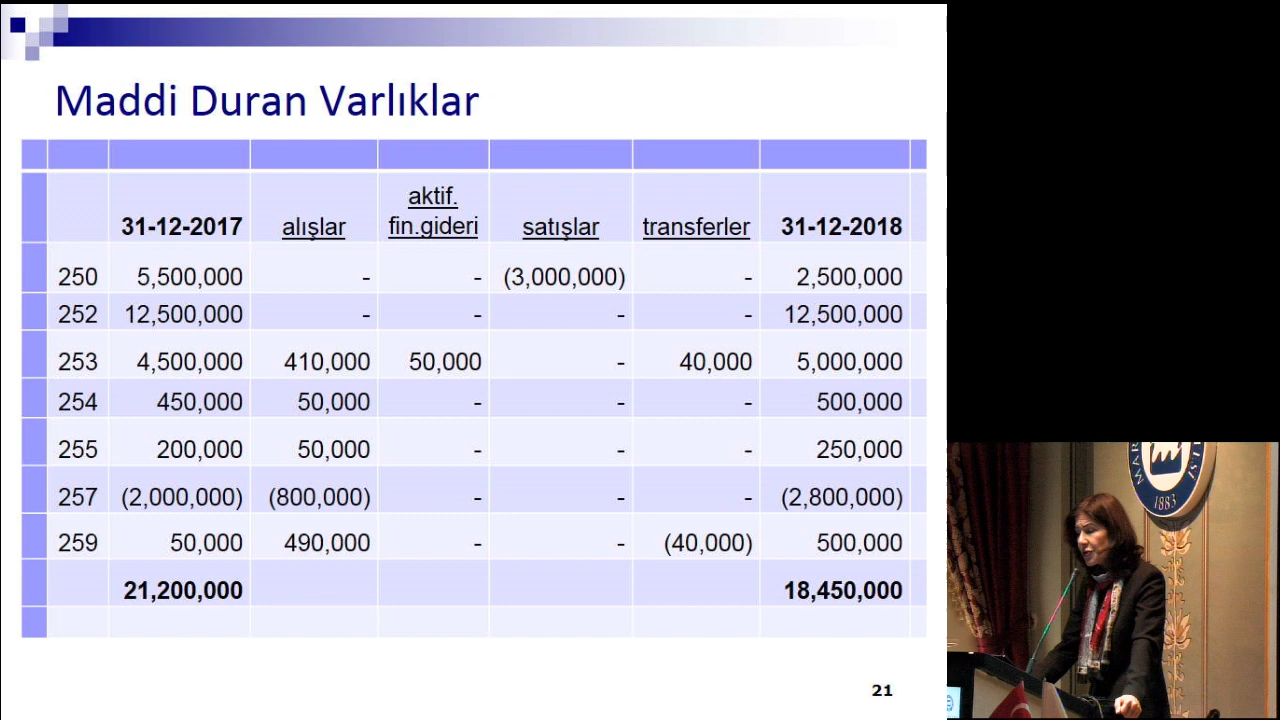 Maddi Duran Varlıklar
31-12-2017 alışlar aktif. fin.gideri satışlar transferler 31-12-2018
250 5,500,000 - - (3,000,000) - 2,500,000
252 12,500,000 - - - - 12,500,000
253 4,500,000 410,000 50,000 - 40,000 5,000,000
254 450,000 50,000 - - - 500,000
255 200,000 50,000 - - - 250,000
257 (2,000,000) (800,000) - - - (2,800,000)
259 50,000 490,000 - - (40,000) 500,000
21,200,000 18,450,000
21
1883